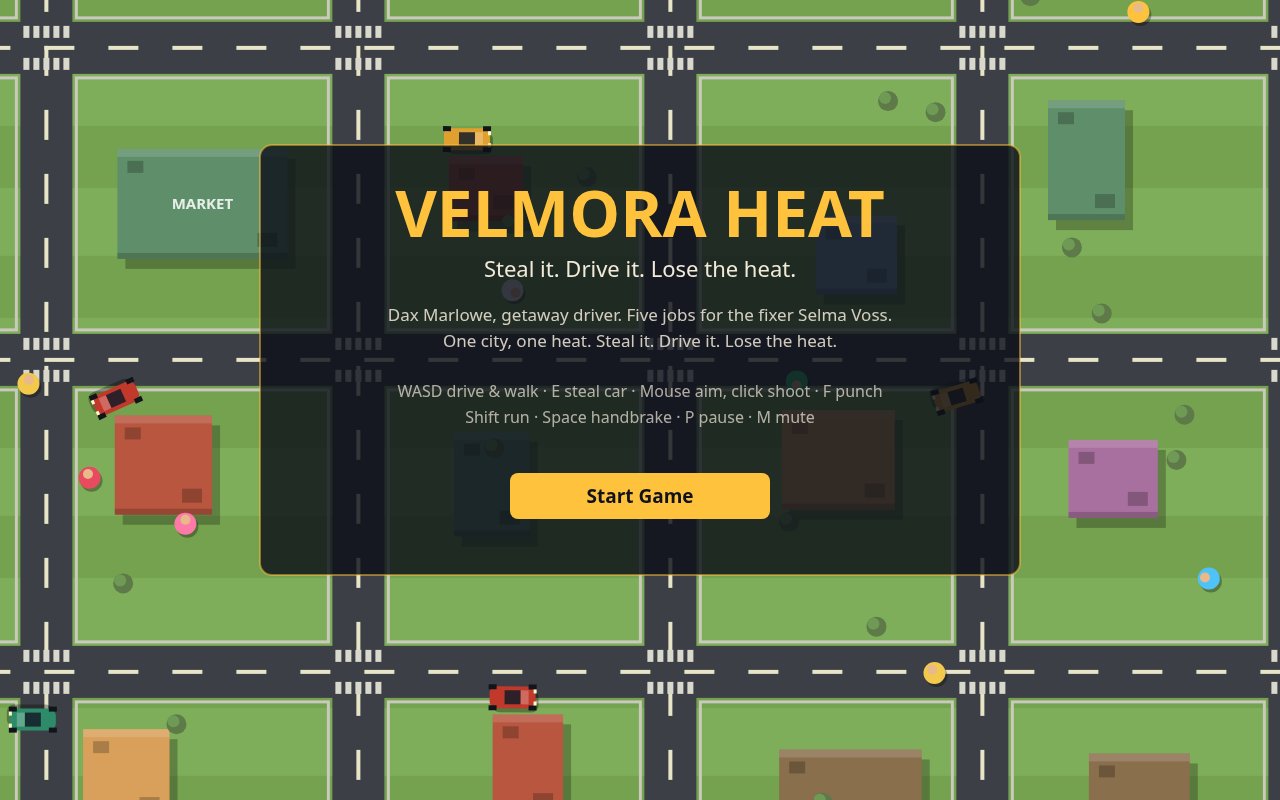 MARKET
VELMORA HEAT
Steal it. Drive it. Lose the heat.
Dax Marlowe, getaway driver. Five jobs for the fixer Selma Voss.
One city, one heat. Steal it. Drive it. Lose the heat.
WASD drive & walk · E steal car · Mouse aim, click shoot · F punch
Shift run · Space handbrake · P pause · M mute
Start Game